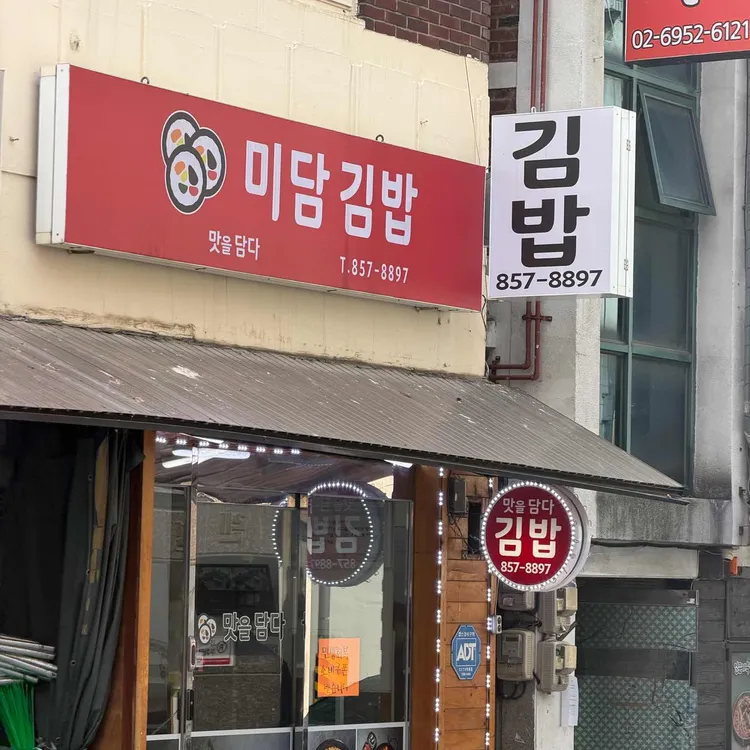 02-6952-6121
미담김밥
맛을 담다
T.857-8897
김밥
857-8897
맛을 담다
김밥
857-8897
맛을 담다
ADT